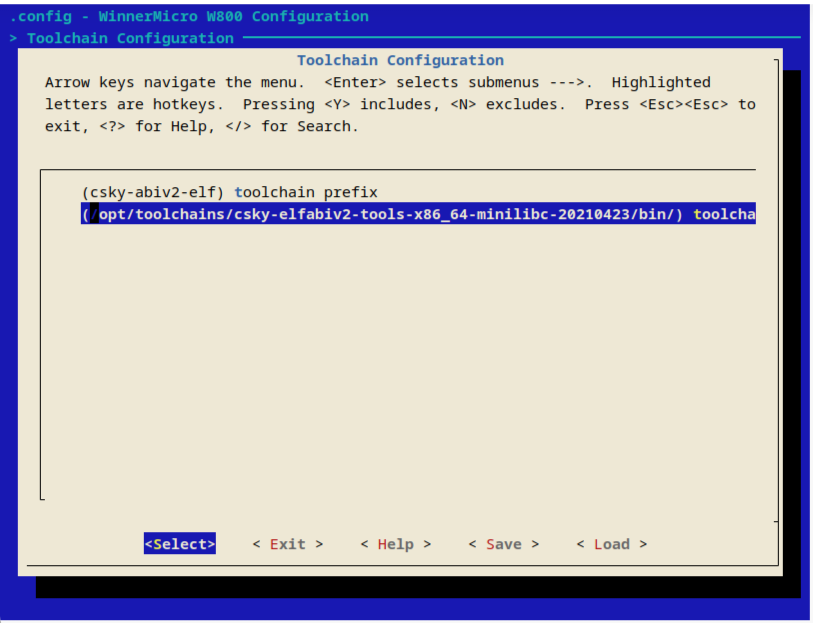 .config - WinnerMicro W800 Configuration
> Toolchain Configuration
Toolchain Configuration
Arrow keys navigate the menu.  <Enter> selects submenus --->.  Highlighted
letters are hotkeys.  Pressing <Y> includes, <N> excludes.  Press <Esc><Esc> to
exit, <?> for Help, </> for Search.
(csky-abiv2-elf) toolchain prefix
(/opt/toolchains/csky-elfabiv2-tools-x86_64-minilibc-20210423/bin/) toolcha
<Select>    < Exit >    < Help >    < Save >    < Load >